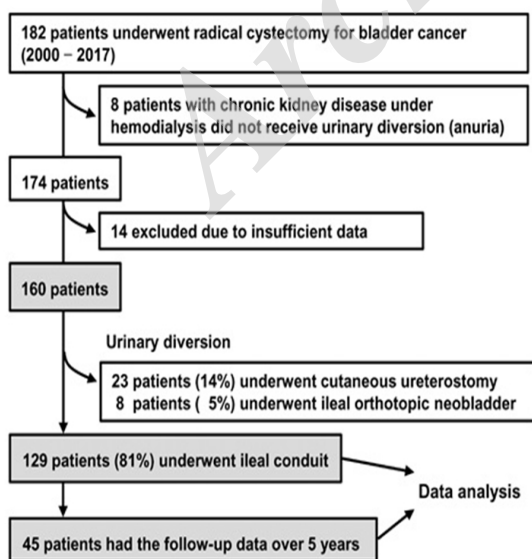 182 patients underwent radical cystectomy for bladder cancer
(2000 – 2017)
8 patients with chronic kidney disease under
hemodialysis did not receive urinary diversion (anuria)
174 patients
14 excluded due to insufficient data
160 patients
Urinary diversion
23 patients (14%) underwent cutaneous ureterostomy
8 patients ( 5%) underwent ileal orthotopic neobladder
129 patients (81%) underwent ileal conduit
Data analysis
45 patients had the follow-up data over 5 years